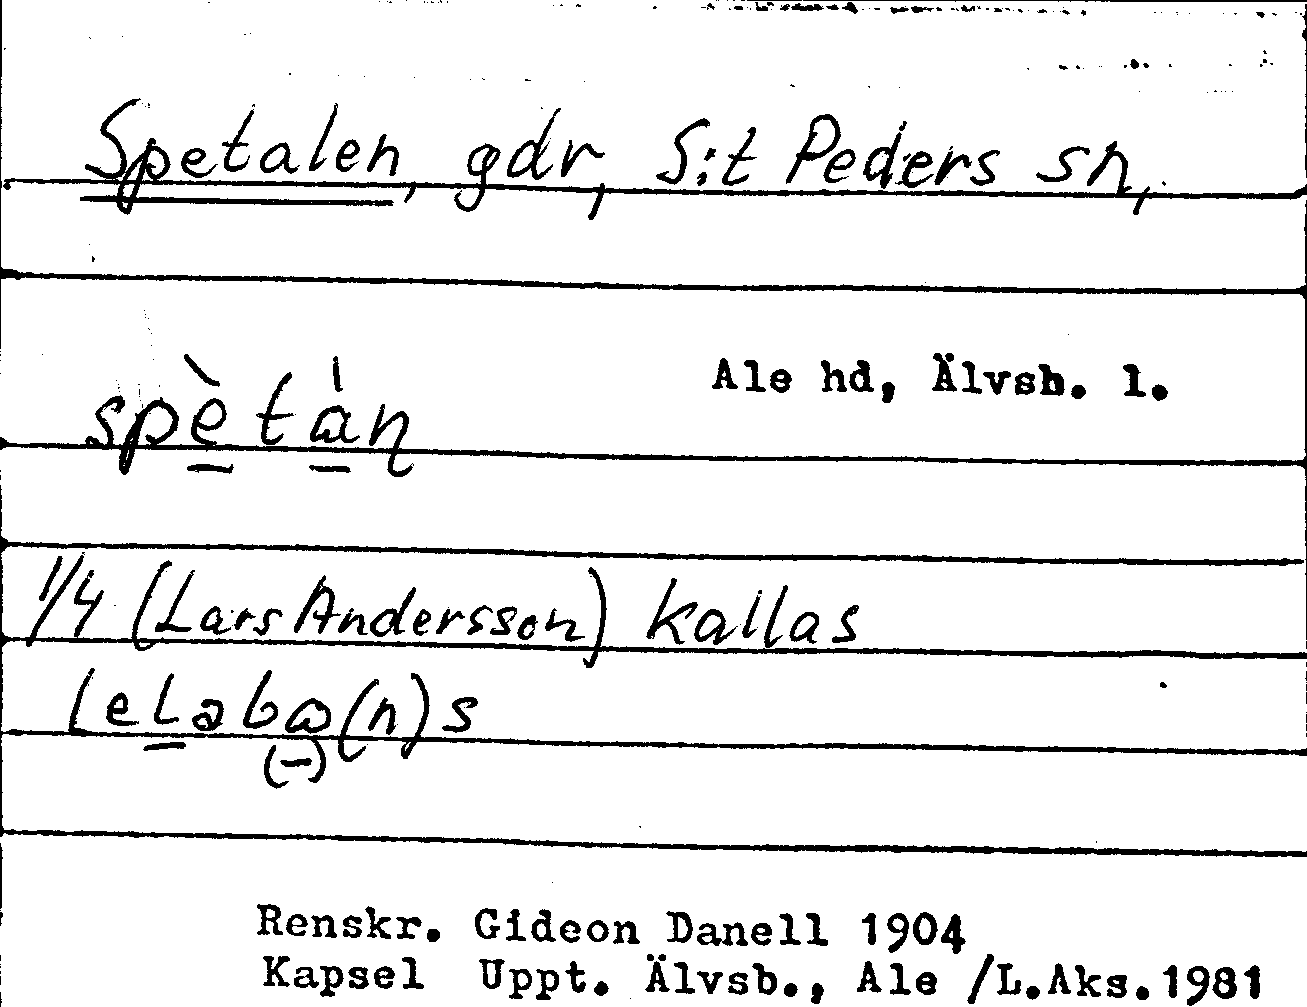 Spetalen, gdr, S:t Peders sn,
Ale hd, Älvsb. l.
spètàn
1/4 (Lars Andersson) kallas
leLaba(n)s
Renskr. Gideon Danell 1904
Kapsel Uppt. Älvsb., Ale /L.Aks.1981